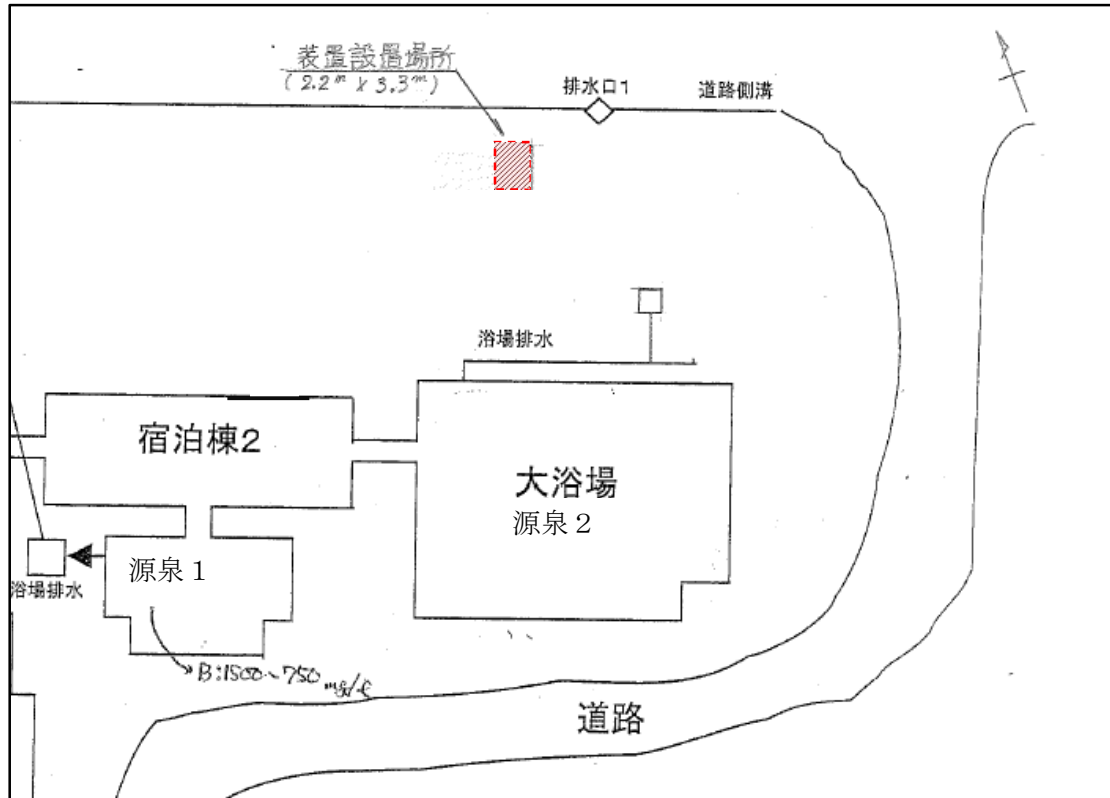 装置設置場所
(2.2m x 3.3m)
排水口1
道路側溝
浴場排水
宿泊棟2
大浴場
源泉2
源泉1
浴場排水
B:1500~750 mg/ℓ
道路